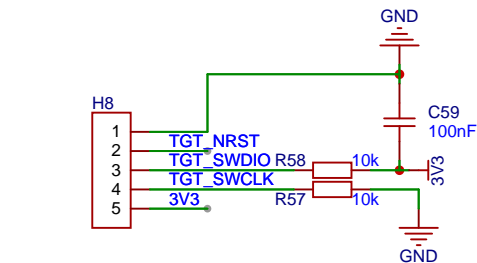 GND
H8
C59
100nF
1
2
3
4
5
TGT_NRST
TGT_SWDIO
TGT_SWCLK
3V3
R58
10k
R57
10k
3V3
GND